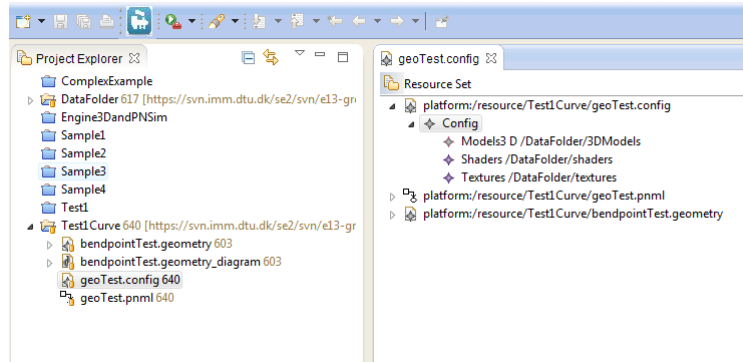 Project Explorer
ComplexExample
DataFolder 617 [https://svn.imm.dtu.dk/se2/svn/e13-gr
Engine3DandPNSim
Sample1
Sample2
Sample3
Sample4
Test1
Test1Curve 640 [https://svn.imm.dtu.dk/se2/svn/e13-gr
bendpointTest.geometry 603
bendpointTest.geometry_diagram 603
geoTest.config 640
geoTest.pnml 640
geoTest.config
Resource Set
platform:/resource/Test1Curve/geoTest.config
Config
Models3 D /DataFolder/3DModels
Shaders /DataFolder/shaders
Textures /DataFolder/textures
platform:/resource/Test1Curve/geoTest.pnml
platform:/resource/Test1Curve/bendpointTest.geometry